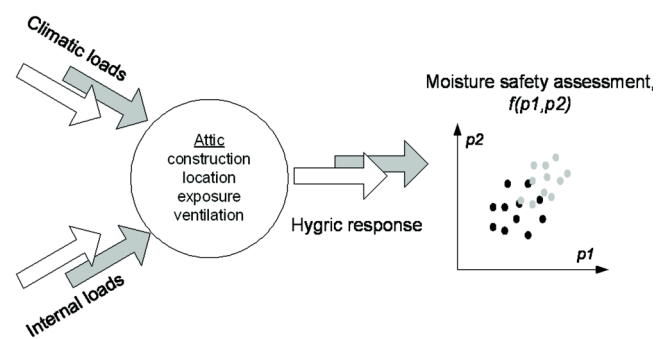 Climatic loads
Internal loads
Attic
construction
location
exposure
ventilation
Hygric response
Moisture safety assessment,
f(p1,p2)
p2
p1